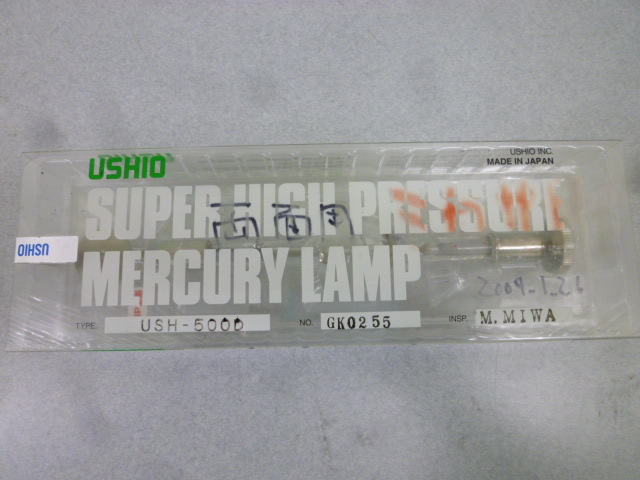 USHIO
USHIO INC.
MADE IN JAPAN
SUPER HIGH PRESSURE
MERCURY LAMP
USHIO
2009-1.26
TYPE. USH-500D
NO. GK0255
INSP. M.MIWA